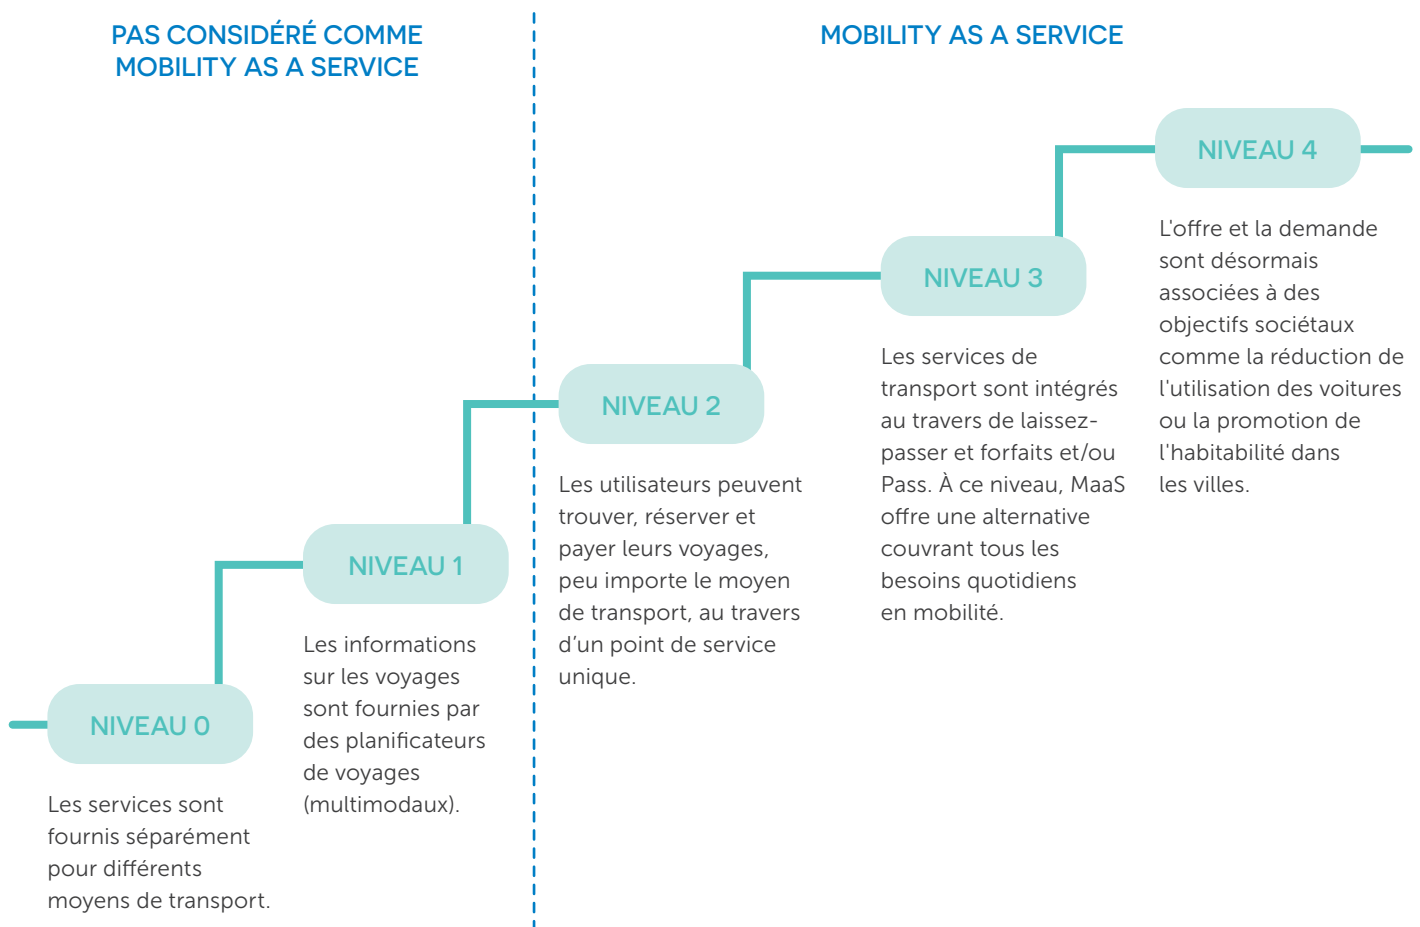 PAS CONSIDÉRÉ COMME
MOBILITY AS A SERVICE
MOBILITY AS A SERVICE
NIVEAU 0
Les services sont
fournis séparément
pour différents
moyens de transport.
NIVEAU 1
Les informations
sur les voyages
sont fournies par
des planificateurs
de voyages
(multimodaux).
NIVEAU 2
Les utilisateurs peuvent
trouver, réserver et
payer leurs voyages,
peu importe le moyen
de transport, au travers
d’un point de service
unique.
NIVEAU 3
Les services de
transport sont intégrés
au travers de laissez-
passer et forfaits et/ou
Pass. À ce niveau, MaaS
offre une alternative
couvrant tous les
besoins quotidiens
en mobilité.
NIVEAU 4
L'offre et la demande
sont désormais
associées à des
objectifs sociétaux
comme la réduction de
l'utilisation des voitures
ou la promotion de
l'habitabilité dans
les villes.